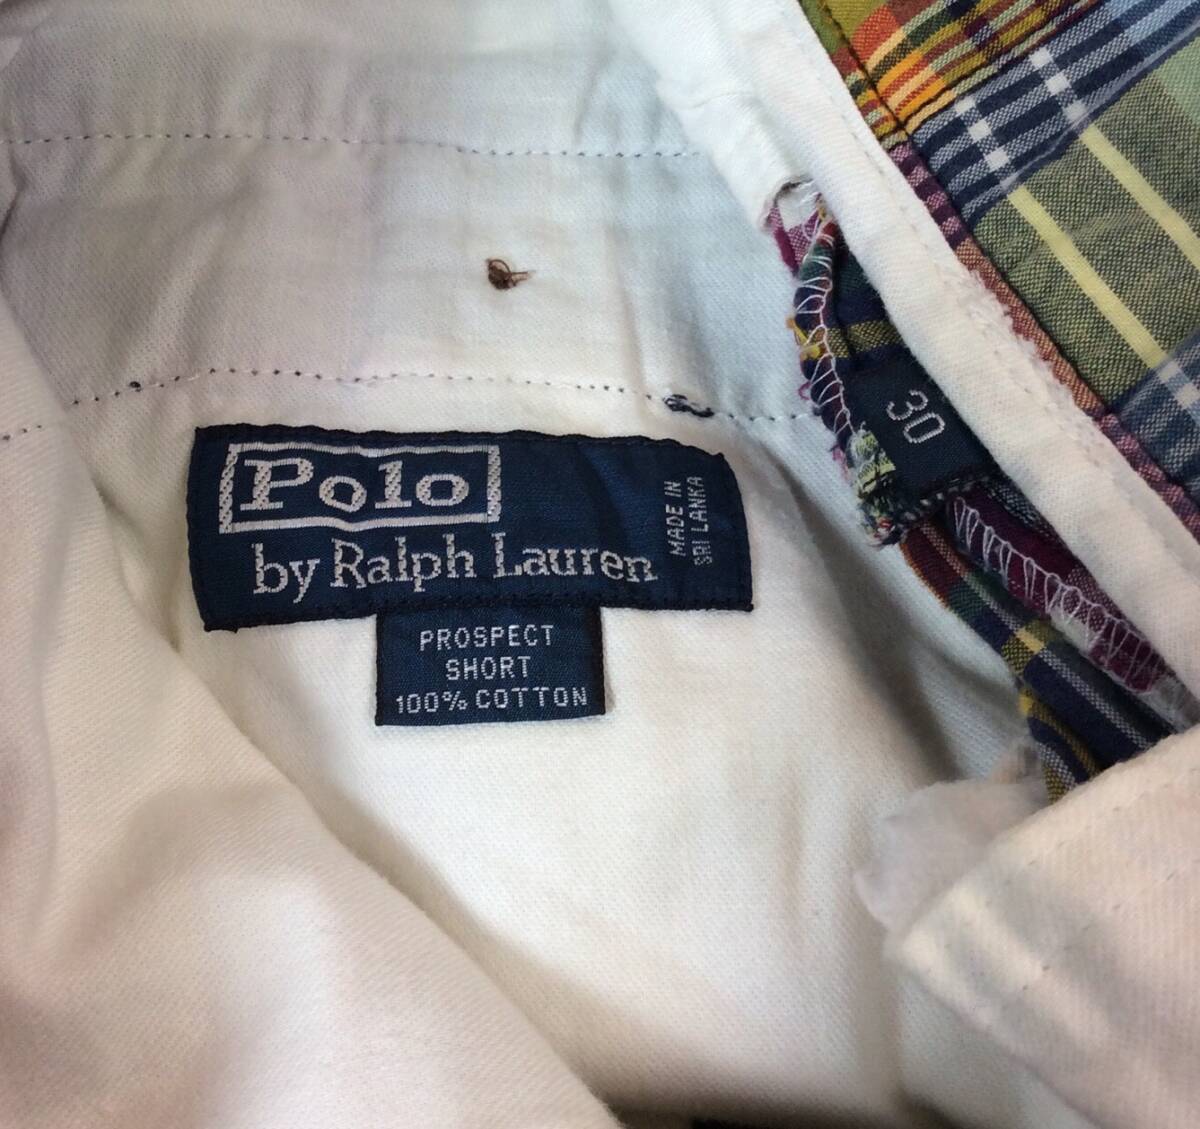 Polo
by Ralph Lauren
MADE IN
SRI LANKA
PROSPECT
SHORT
100% COTTON
30